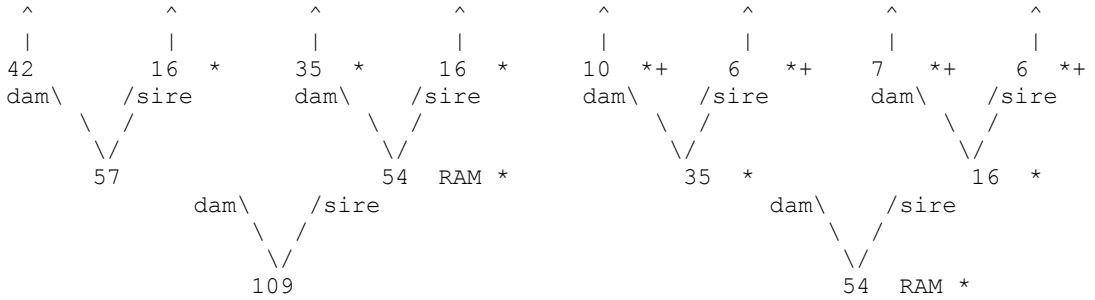 ^ ^ ^ ^ ^ ^ ^ ^
| | | | | | | |
42 16 * 35 * 16 * 10 *+ 6 *+ 7 *+ 6 *+
dam\ /sire dam\ /sire dam\ /sire dam\ /sire
\ / \ / \ / \ /
\/ \/ \/ \/
57 54 RAM * 35 * 16 *
dam\ /sire dam\ /sire
\ / \ /
\/ \/
109 54 RAM *